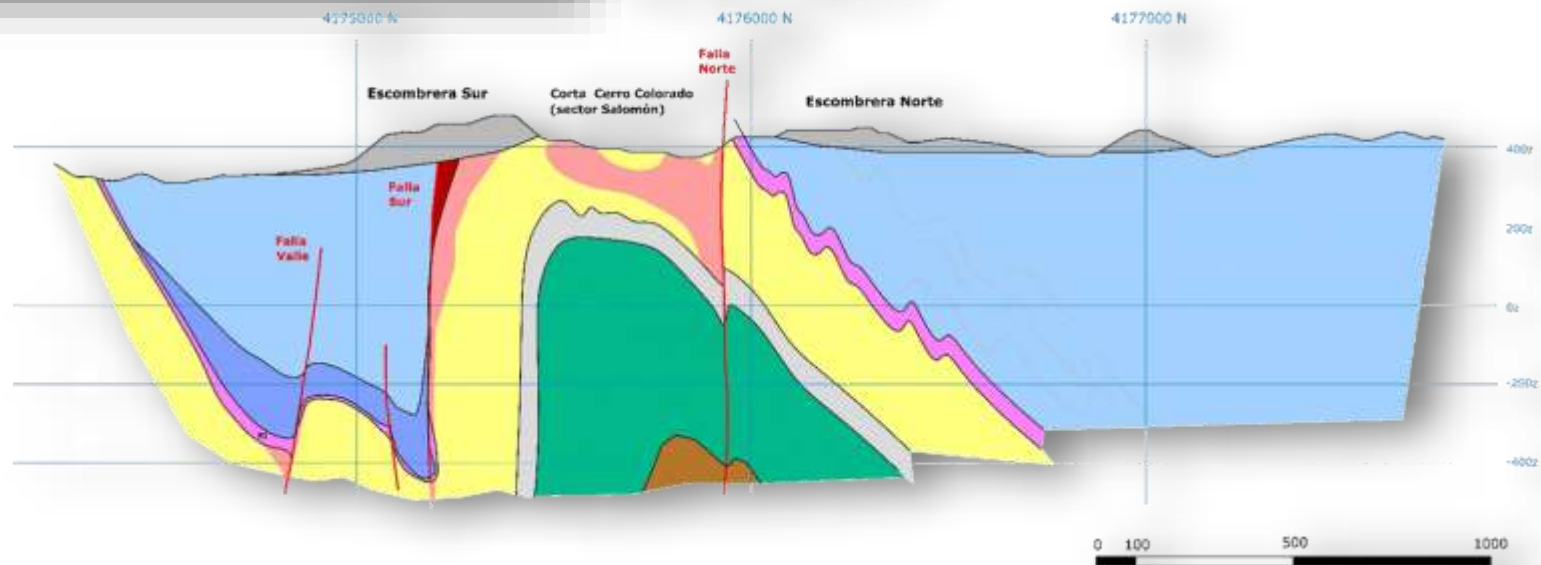 4175000 N
4176000 N
4177000 N
Falla
Norte
Escombrera Sur
Corta Cerro Colorado
(sector Salomón)
Escombrera Norte
400z
Falla
Sur
200z
Falla
Valle
0z
-200z
-400z
0 100 500 1000